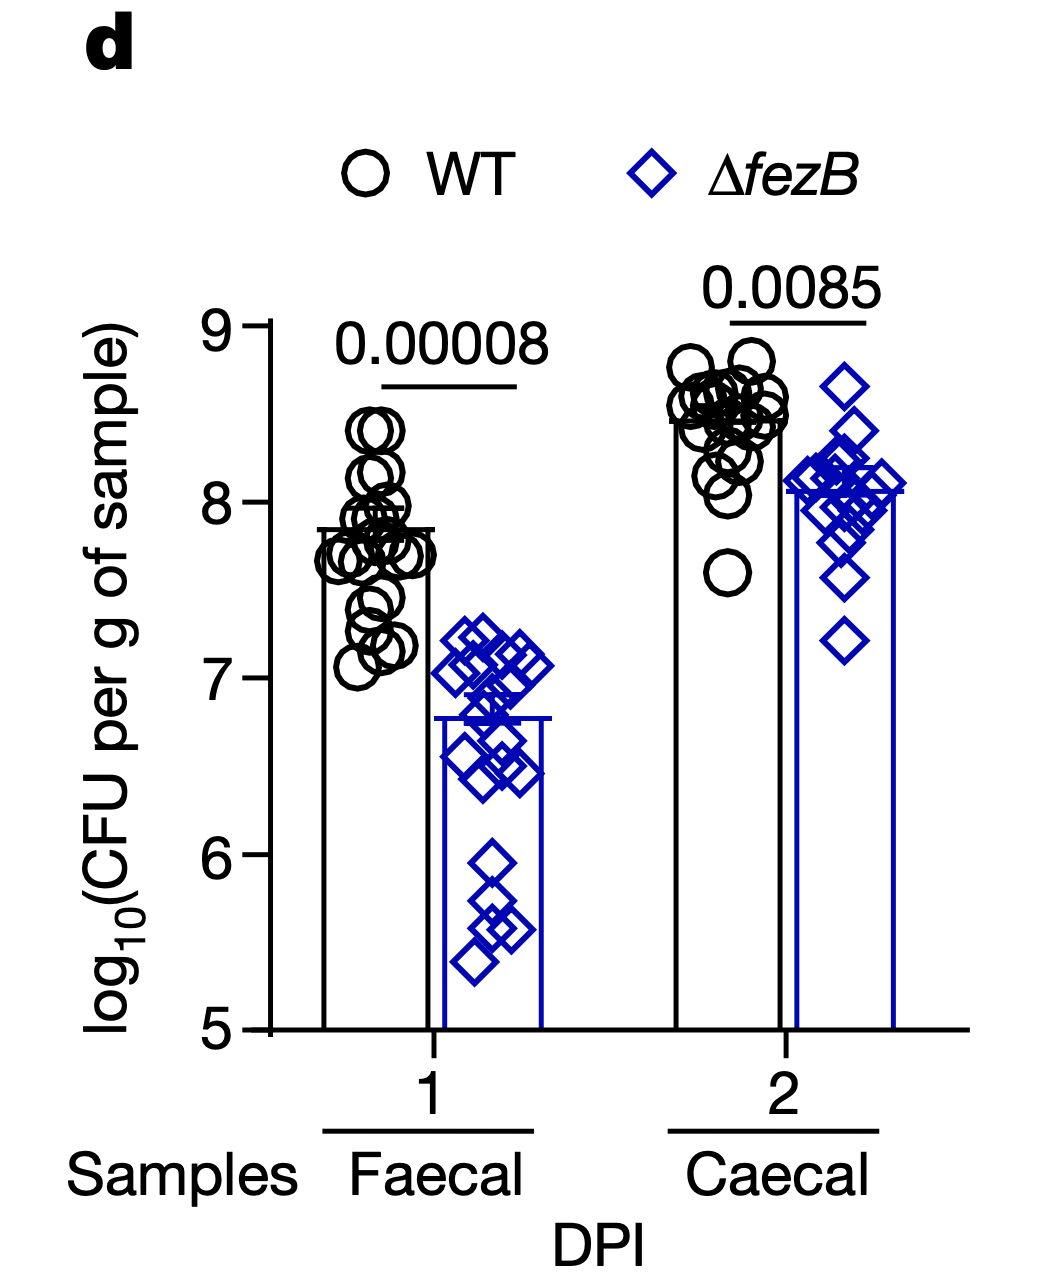 d
WT ΔfezB
0.00008 0.0085
log10(CFU per g of sample)
9
8
7
6
5
1 2
Samples Faecal Caecal
DPI